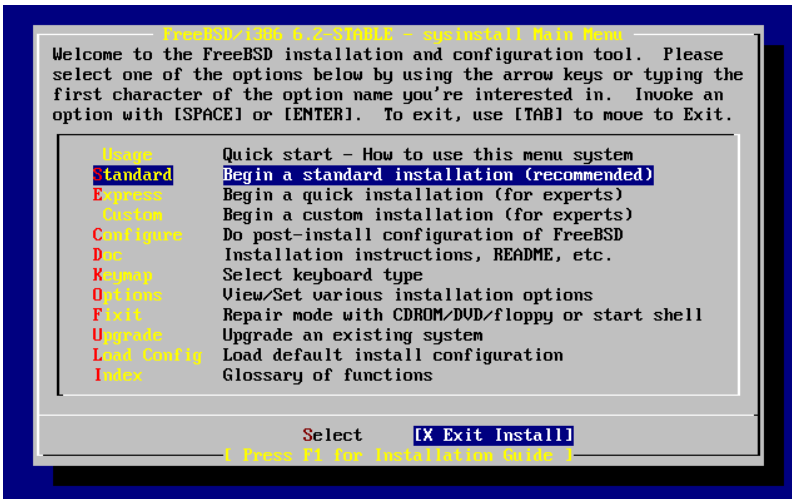 FreeBSD/i386 6.2-STABLE - sysinstall Main Menu
Welcome to the FreeBSD installation and configuration tool.  Please
select one of the options below by using the arrow keys or typing the
first character of the option name you're interested in.  Invoke an
option with [SPACE] or [ENTER].  To exit, use [TAB] to move to Exit.
Usage Quick start - How to use this menu system
Standard Begin a standard installation (recommended)
Express Begin a quick installation (for experts)
Custom Begin a custom installation (for experts)
Configure Do post-install configuration of FreeBSD
Doc Installation instructions, README, etc.
Keymap Select keyboard type
Options View/Set various installation options
Fixit Repair mode with CDROM/DVD/floppy or start shell
Upgrade Upgrade an existing system
Load Config Load default install configuration
Index Glossary of functions
Select [X Exit Install]
[ Press F1 for Installation Guide ]